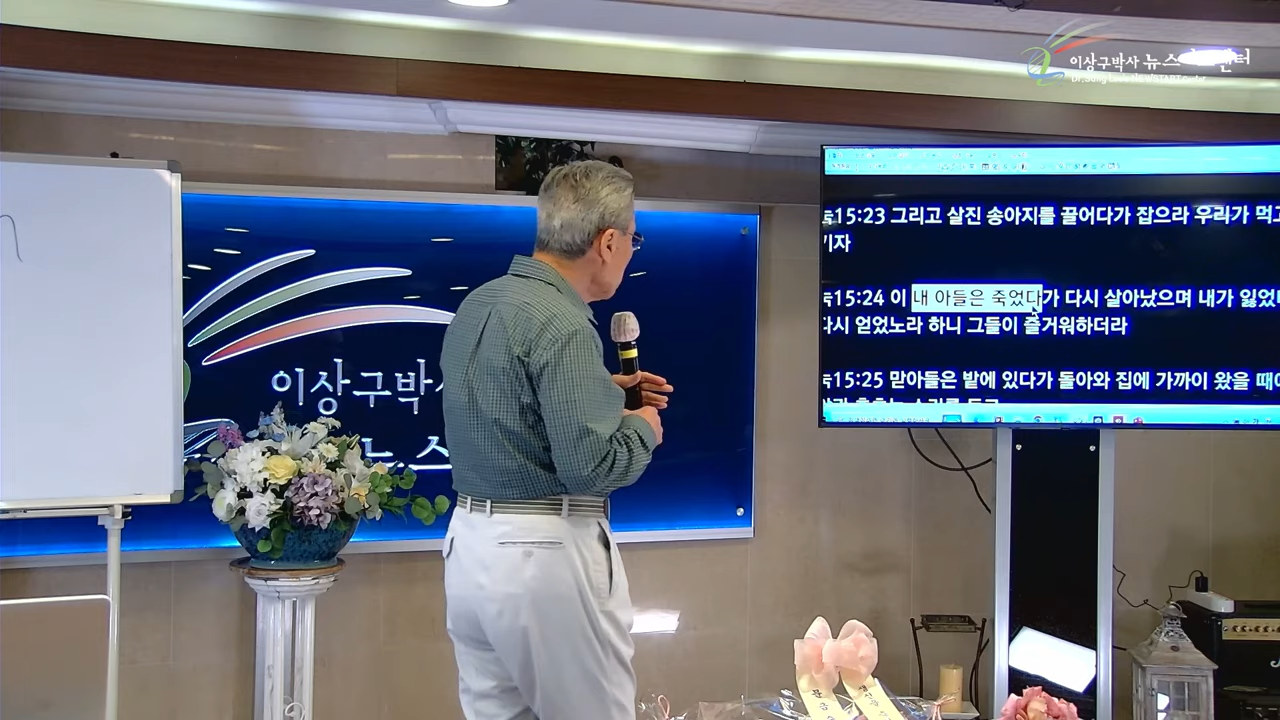 이상구박사 뉴스
센터
15:23 그리고 살진 송아지를 끌어다가 잡으라 우리가 먹고
기자
15:24 이 내 아들은 죽었다가 다시 살아났으며 내가 잃었
다시 얻었노라 하니 그들이 즐거워하더라
15:25 맏아들은 밭에 있다가 돌아와 집에 가까이 왔을 때에
이상구박사
뉴스